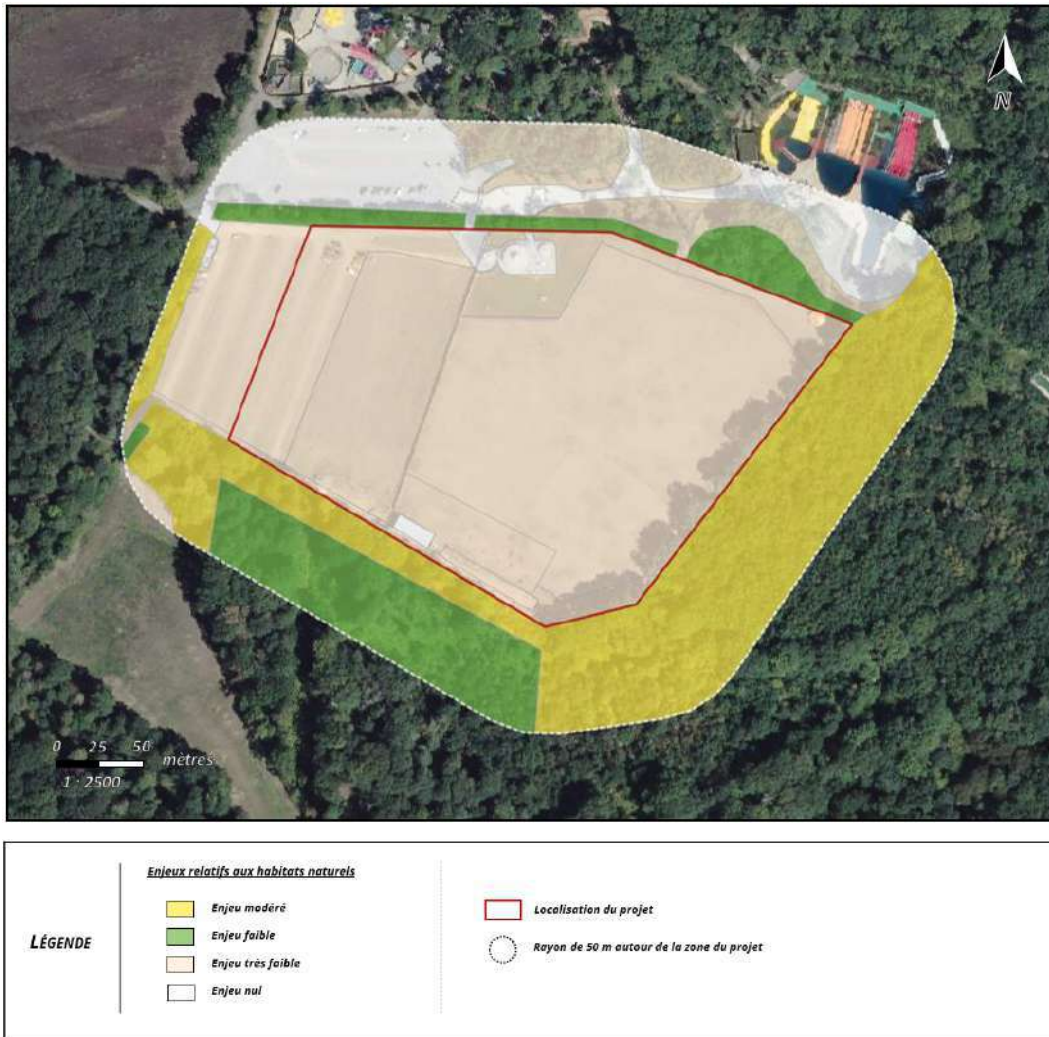 N
0 25 50
mètres
1 : 2500
LÉGENDE
Enjeux relatifs aux habitats naturels
Enjeu modéré
Enjeu faible
Enjeu très faible
Enjeu nul
Localisation du projet
Rayon de 50 m autour de la zone du projet